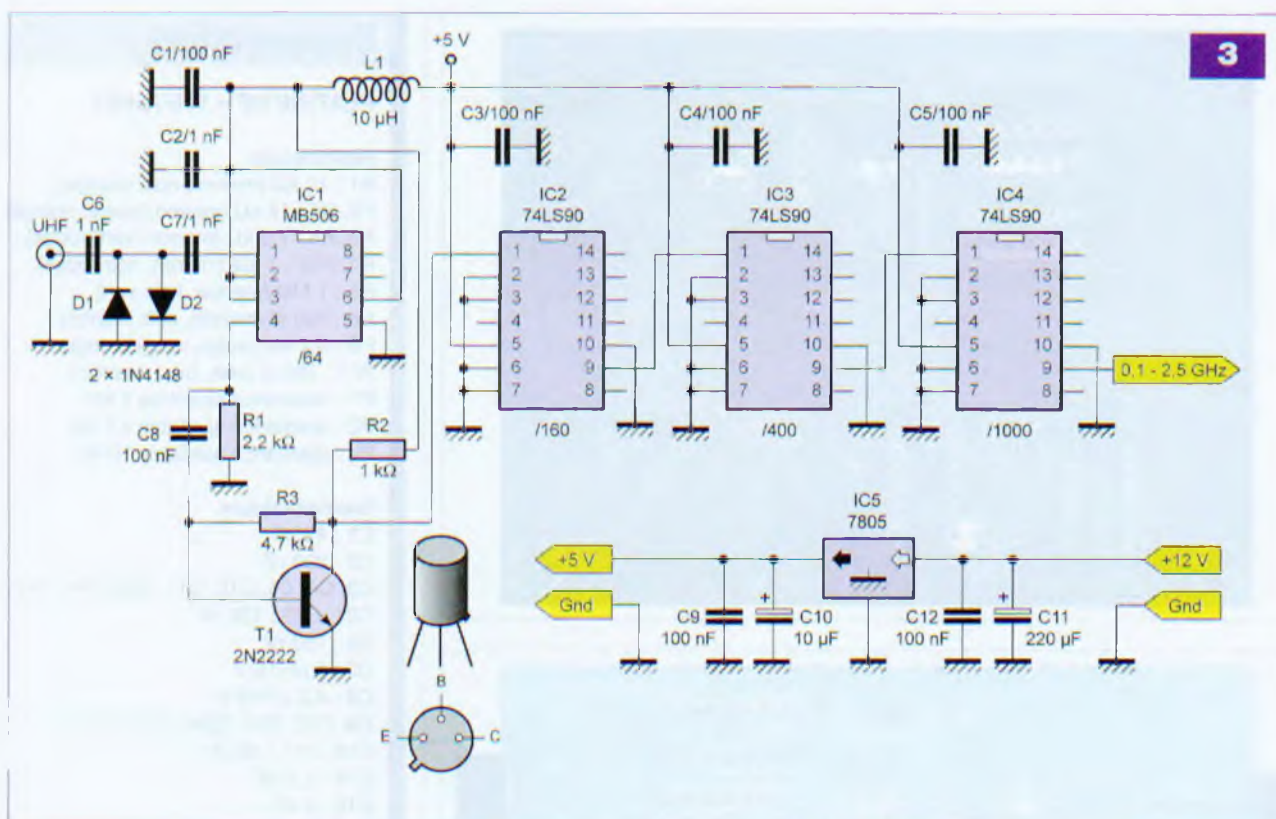 3
+5 V
C1/100 nF
L1
10 µH
C2/1 nF
C3/100 nF
C4/100 nF
C5/100 nF
IC1
MB506
IC2
74LS90
IC3
74LS90
IC4
74LS90
C6
1 nF
C7/1 nF
UHF
D1
D2
2 × 1N4148
1 8
2 7
3 6
4 5
/64
1 14
2 13
3 12
4 11
5 10
6 9
7 8
/160
1 14
2 13
3 12
4 11
5 10
6 9
7 8
/400
1 14
2 13
3 12
4 11
5 10
6 9
7 8
/1000
0.1 - 2.5 GHz
C8
100 nF
R1
2,2 kΩ
R2
1 kΩ
R3
4,7 kΩ
T1
2N2222
B
E
C
IC5
7805
+5 V
Gnd
+12 V
Gnd
C9
100 nF
+
C10
10 µF
C12
100 nF
+
C11
220 µF